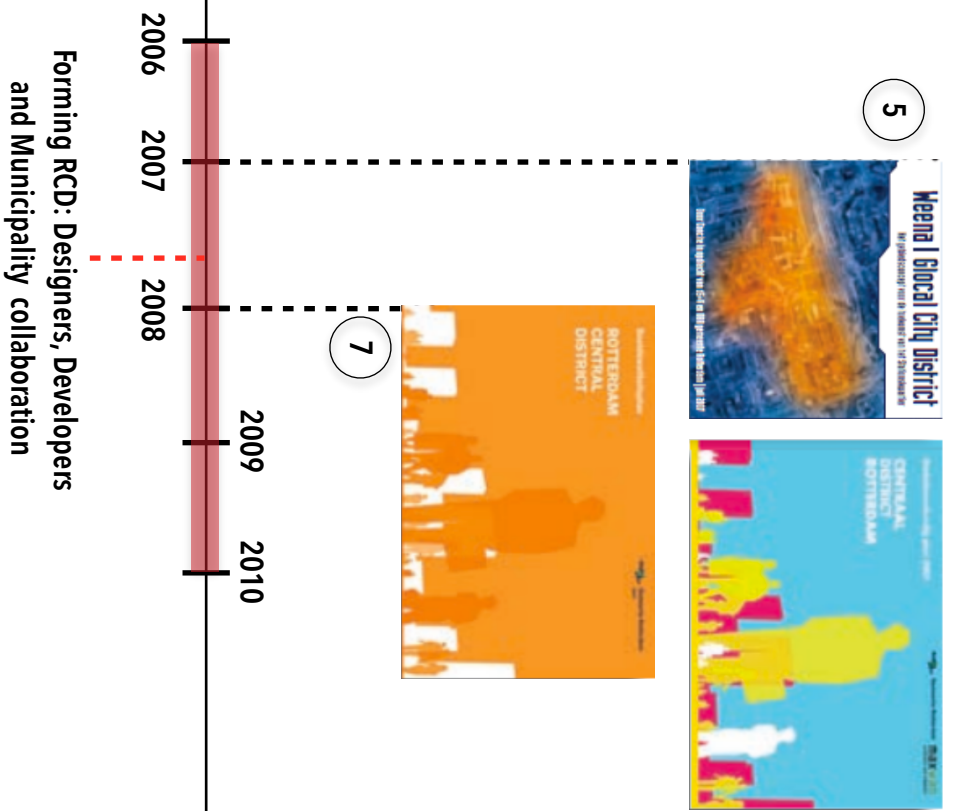 2006
2007
2008
2009
2010
Forming RCD: Designers, Developers
and Municipality collaboration
5
Weena | Glocal City District
7
ROTTERDAM
CENTRAL
DISTRICT
CENTRAAL
DISTRICT
ROTTERDAM